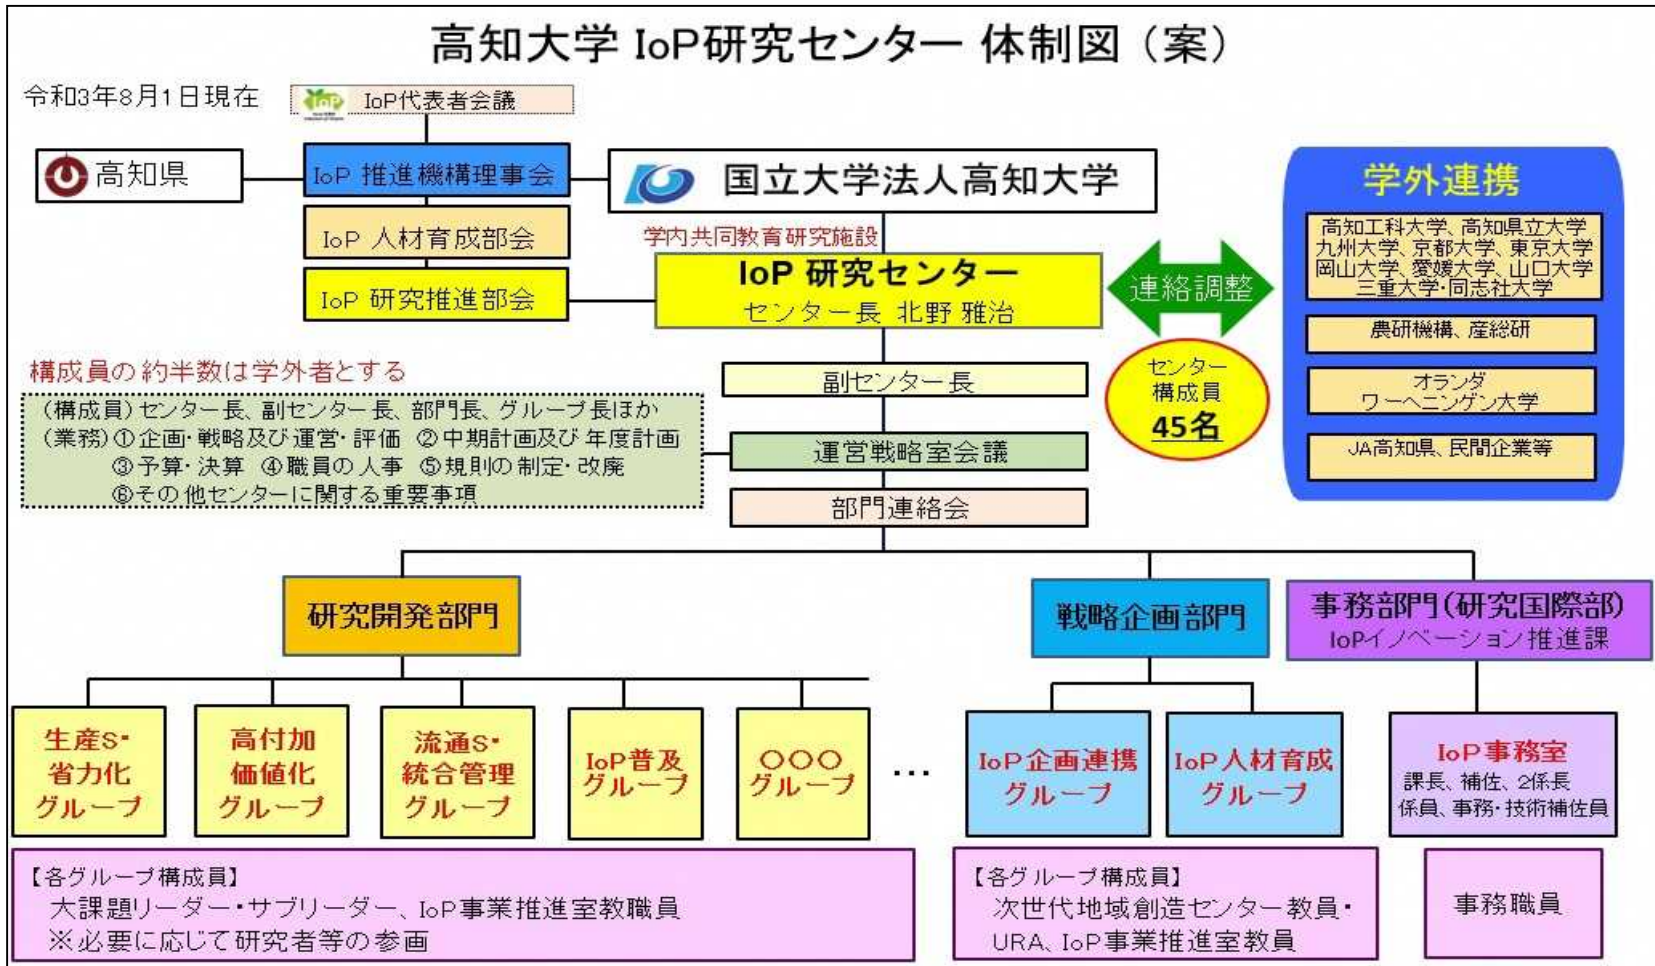 高知大学 IoP研究センター 体制図（案）
令和3年8月1日現在
IoP
IoP代表者会議
高知県
IoP 推進機構理事会
国立大学法人高知大学
IoP 人材育成部会
IoP 研究推進部会
学内共同教育研究施設
IoP 研究センター
センター長 北野 雅治
連絡調整
学外連携
高知工科大学、高知県立大学
九州大学、京都大学、東京大学
岡山大学、愛媛大学、山口大学
三重大学・同志社大学
農研機構、産総研
オランダ
ワーヘニンゲン大学
JA高知県、民間企業等
センター
構成員
45名
副センター長
構成員の約半数は学外者とする
（構成員）センター長、副センター長、部門長、グループ長ほか
（業務）①企画・戦略及び運営・評価 ②中期計画及び年度計画
③予算・決算 ④職員の人事 ⑤規則の制定・改廃
⑥その他センターに関する重要事項
運営戦略室会議
部門連絡会
研究開発部門
戦略企画部門
事務部門(研究国際部)
IoPイノベーション推進課
生産S・
省力化
グループ
高付加
価値化
グループ
流通S・
統合管理
グループ
IoP普及
グループ
〇〇〇
グループ
…
IoP企画連携
グループ
IoP人材育成
グループ
IoP事務室
課長、補佐、2係長
係員、事務・技術補佐員
【各グループ構成員】
大課題リーダー・サブリーダー、IoP事業推進室教職員
※必要に応じて研究者等の参画
【各グループ構成員】
次世代地域創造センター教員・
URA、IoP事業推進室教員
事務職員